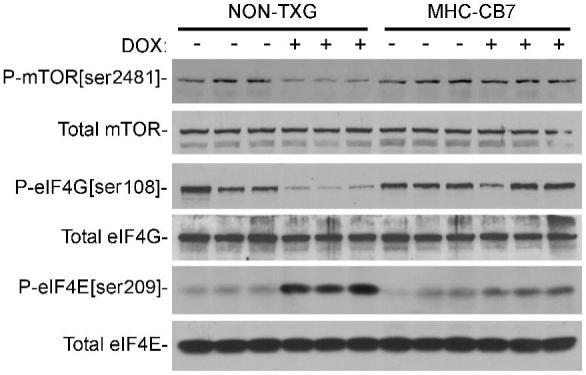 NON-TXG MHC-CB7
DOX: - - - + + + - - - + + +
P-mTOR[ser2481]-
Total mTOR-
P-eIF4G[ser108]-
Total eIF4G-
P-eIF4E[ser209]-
Total eIF4E-